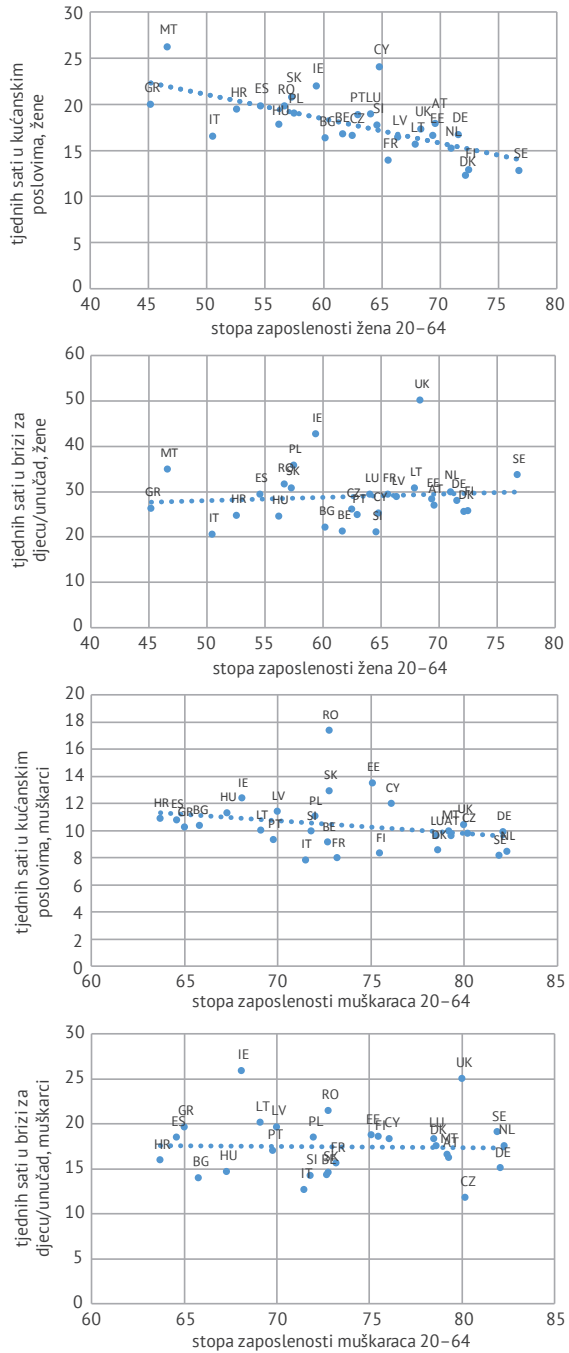 tjednih sati u kućanskim
poslovima, žene
30
25
20
15
10
5
0
MT
GR
HR
ES
RO
SK
PL
IE
CY
IT
HU
BG
BE
CZ
PT
LU
SI
FR
LV
LT
UK
EE
AT
NL
DE
DK
FI
SE
40 45 50 55 60 65 70 75 80
stopa zaposlenosti žena 20–64
tjednih sati u brizi za
djecu/unučad, žene
60
50
40
30
20
10
0
UK
IE
MT
PL
RO
SK
ES
GR
HR
IT
HU
BG
BE
CZ
PT
LU
FR
CY
SI
LV
LT
EE
AT
NL
DE
DK
FI
SE
40 45 50 55 60 65 70 75 80
stopa zaposlenosti žena 20–64
tjednih sati u kućanskim
poslovima, muškarci
20
18
16
14
12
10
8
6
4
2
0
RO
SK
EE
CY
HR
ES
GR
BG
HU
IE
LV
LT
PT
PL
SI
BE
IT
FR
FI
LU
DK
MT
AT
UK
CZ
DE
SE
NL
60 65 70 75 80 85
stopa zaposlenosti muškaraca 20–64
tjednih sati u brizi za
djecu/unučad, muškarci
30
25
20
15
10
5
0
IE
UK
RO
GR
ES
HR
BG
HU
LT
LV
PT
PL
SI
BE
SK
FR
IT
EE
FI
CY
LU
DK
MT
AT
SE
NL
DE
CZ
60 65 70 75 80 85
stopa zaposlenosti muškaraca 20–64